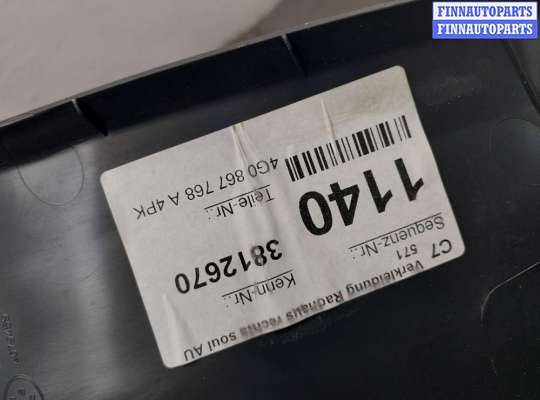 FINNAUTOPARTS
FINNAUTOPARTS
Verkleidung Radhaus rechts soul AU
C7 571
Sequenz-Nr.:
1140
Kenn-Nr.:
3812670
Teile-Nr.:
4G0 867 768 A 4PK